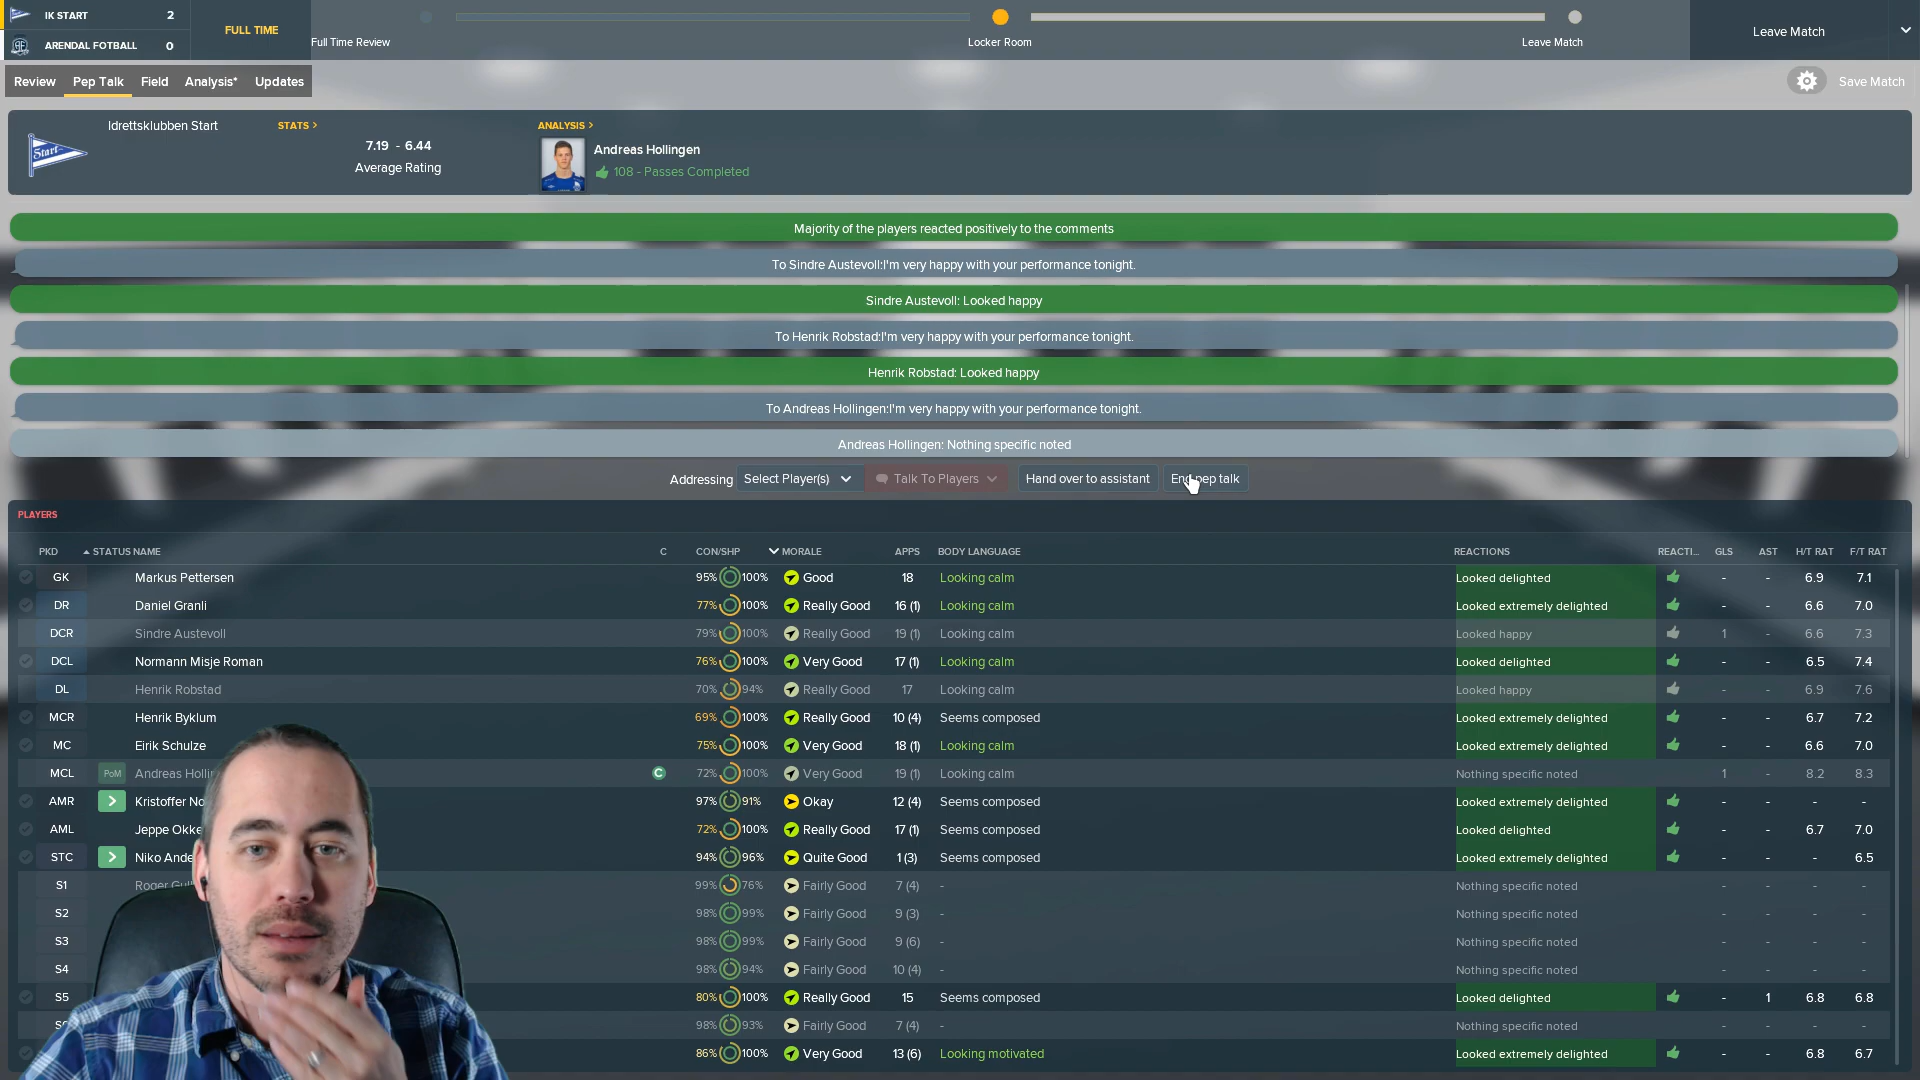 IK START 2
ARENDAL FOTBALL 0
FULL TIME
Full Time Review
Locker Room
Leave Match
Leave Match
Review Pep Talk Field Analysis* Updates
Save Match
Idrettsklubben Start
STATS >
7.19 - 6.44
Average Rating
ANALYSIS >
Andreas Hollingen
108 - Passes Completed
Start
Majority of the players reacted positively to the comments
To Sindre Austevoll:I'm very happy with your performance tonight.
Sindre Austevoll: Looked happy
To Henrik Robstad:I'm very happy with your performance tonight.
Henrik Robstad: Looked happy
To Andreas Hollingen:I'm very happy with your performance tonight.
Andreas Hollingen: Nothing specific noted
Addressing Select Player(s) Talk To Players Hand over to assistant End pep talk
PLAYERS
PKD STATUS NAME C CON/SHP MORALE APPS BODY LANGUAGE REACTIONS REACTI... GLS AST H/T RAT F/T RAT
GK Markus Pettersen 95% 100% Good 18 Looking calm Looked delighted - - 6.9 7.1
DR Daniel Granli 77% 100% Really Good 16 (1) Looking calm Looked extremely delighted - - 6.6 7.0
DCR Sindre Austevoll 79% 100% Really Good 19 (1) Looking calm Looked happy 1 - 6.6 7.3
DCL Normann Misje Roman 76% 100% Very Good 17 (1) Looking calm Looked delighted - - 6.5 7.4
DL Henrik Robstad 70% 94% Really Good 17 Looking calm Looked happy - - 6.9 7.6
MCR Henrik Byklum 69% 100% Really Good 10 (4) Seems composed Looked extremely delighted - - 6.7 7.2
MC Eirik Schulze 75% 100% Very Good 18 (1) Looking calm Looked extremely delighted - - 6.6 7.0
MCL PoM Andreas Holli C 72% 100% Very Good 19 (1) Looking calm Nothing specific noted 1 - 8.2 8.3
AMR Kristoffer No 97% 91% Okay 12 (4) Seems composed Looked extremely delighted - - - -
AML Jeppe Okke 72% 100% Really Good 17 (1) Seems composed Looked delighted - - 6.7 7.0
STC Niko Ande 94% 96% Quite Good 1 (3) Seems composed Looked extremely delighted - - - 6.5
S1 Roger Gul 99% 76% Fairly Good 7 (4) - Nothing specific noted - - - -
S2 98% 99% Fairly Good 9 (3) - Nothing specific noted - - - -
S3 98% 99% Fairly Good 9 (6) - Nothing specific noted - - - -
S4 98% 94% Fairly Good 10 (4) - Nothing specific noted - - - -
S5 80% 100% Really Good 15 Seems composed Looked delighted - 1 6.8 6.8
98% 93% Fairly Good 7 (4) - Nothing specific noted - - - -
86% 100% Very Good 13 (6) Looking motivated Looked extremely delighted - - 6.8 6.7